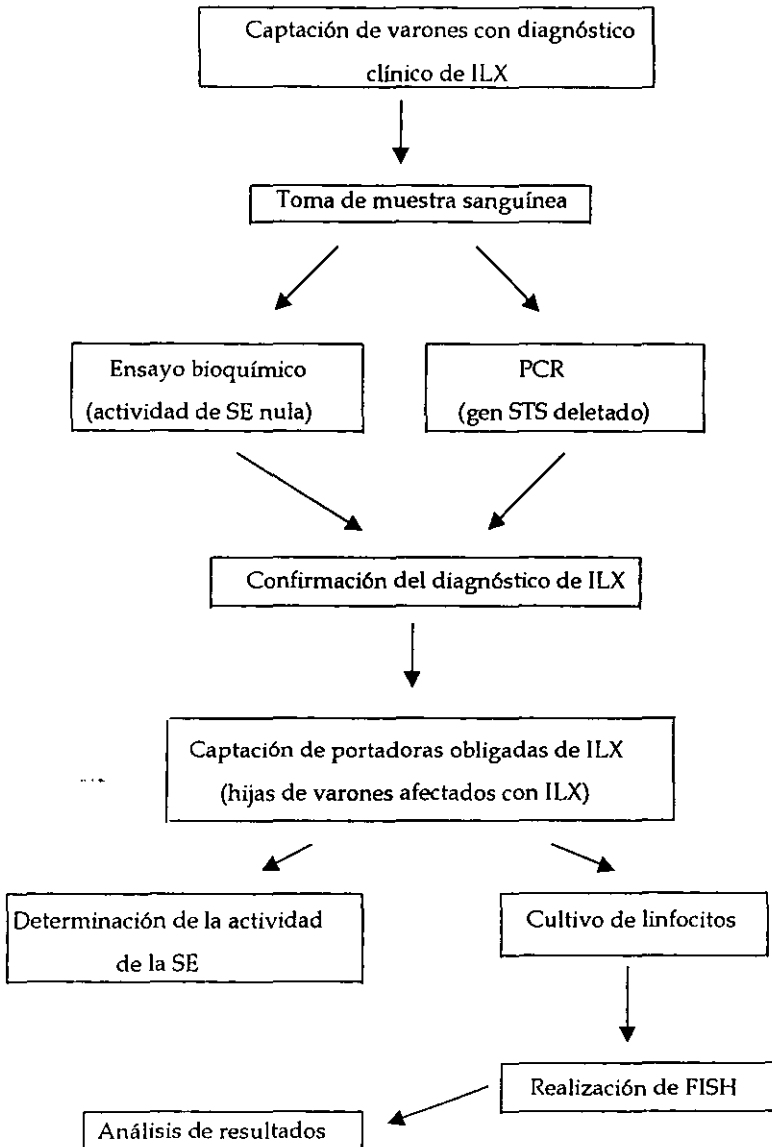 Captación de varones con diagnóstico
clínico de ILX
Toma de muestra sanguínea
Ensayo bioquímico
(actividad de SE nula)
PCR
(gen STS deletado)
Confirmación del diagnóstico de ILX
Captación de portadoras obligadas de ILX
(hijas de varones afectados con ILX)
Determinación de la actividad
de la SE
Cultivo de linfocitos
Realización de FISH
Análisis de resultados